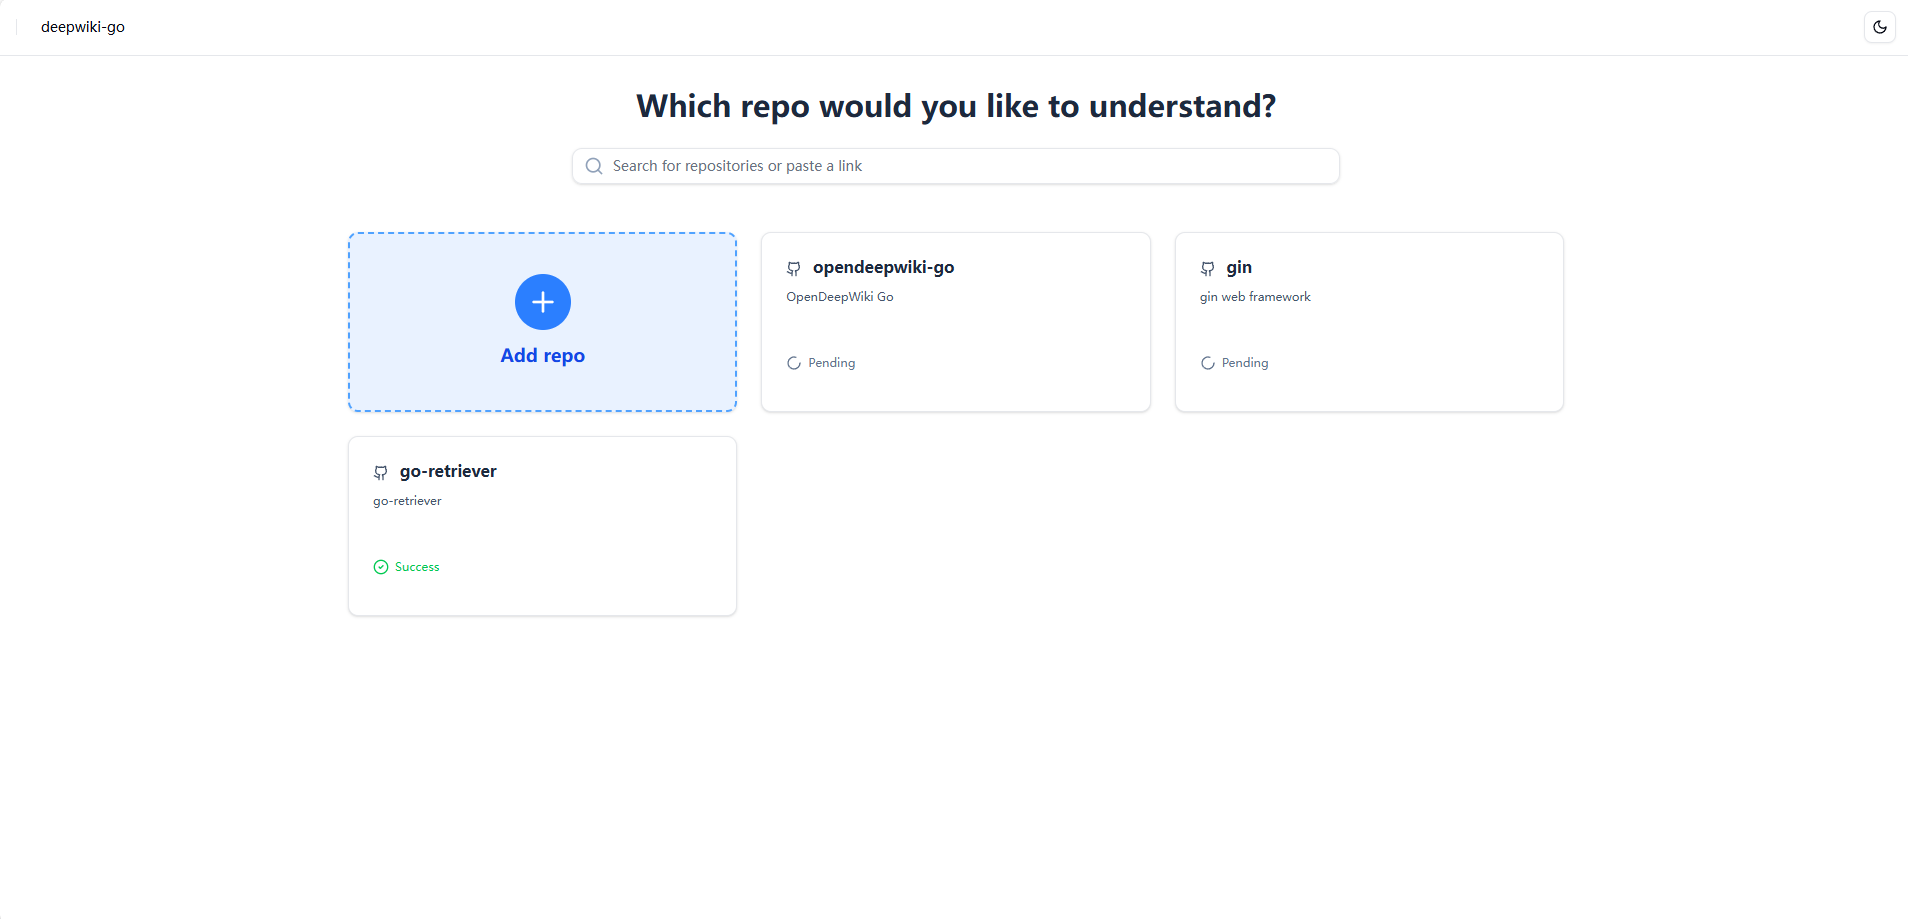 deepwiki-go
Which repo would you like to understand?
Search for repositories or paste a link
Add repo
opendeepwiki-go
OpenDeepWiki Go
Pending
gin
gin web framework
Pending
go-retriever
go-retriever
Success